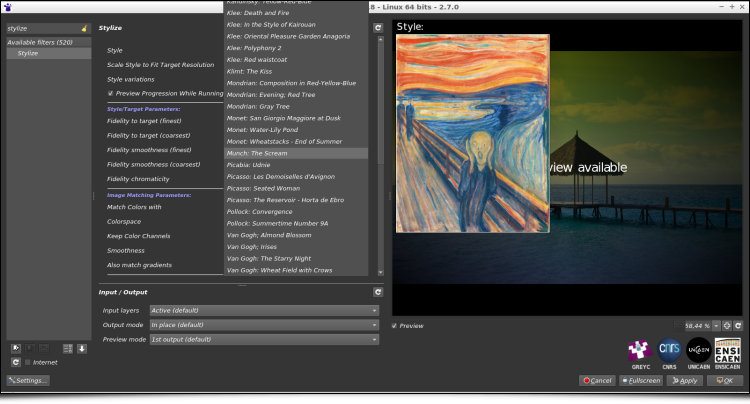 8 - Linux 64 bits - 2.7.0
stylize
Available filters (520)
Stylize
Internet
Settings...
Stylize
Style
Scale Style to Fit Target Resolution
Style variations
Preview Progression While Running
Style/Target Parameters:
Fidelity to target (finest)
Fidelity to target (coarsest)
Fidelity smoothness (finest)
Fidelity smoothness (coarsest)
Fidelity chromaticity
Image Matching Parameters:
Match Colors with
Colorspace
Keep Color Channels
Smoothness
Also match gradients
Kandinsky: Yellow-Red-Blue
Klee: Death and Fire
Klee: In the Style of Kairouan
Klee: Oriental Pleasure Garden Anagoria
Klee: Polyphony 2
Klee: Red waistcoat
Klimt: The Kiss
Mondrian: Composition in Red-Yellow-Blue
Mondrian: Evening; Red Tree
Mondrian: Gray Tree
Monet: San Giorgio Maggiore at Dusk
Monet: Water-Lily Pond
Monet: Wheatstacks - End of Summer
Munch: The Scream
Picabia: Udnie
Picasso: Les Demoiselles d'Avignon
Picasso: Seated Woman
Picasso: The Reservoir - Horta de Ebro
Pollock: Convergence
Pollock: Summertime Number 9A
Van Gogh: Almond Blossom
Van Gogh: Irises
Van Gogh: The Starry Night
Van Gogh: Wheat Field with Crows
Input / Output
Input layers Active (default)
Output mode In place (default)
Preview mode 1st output (default)
Style:
view available
Preview
58.44 %
GREYC
CNRS
CNRS
UNICAEN
UNICAEN
ENSI
CAEN
ENSICAEN
Cancel
Fullscreen
Apply
OK